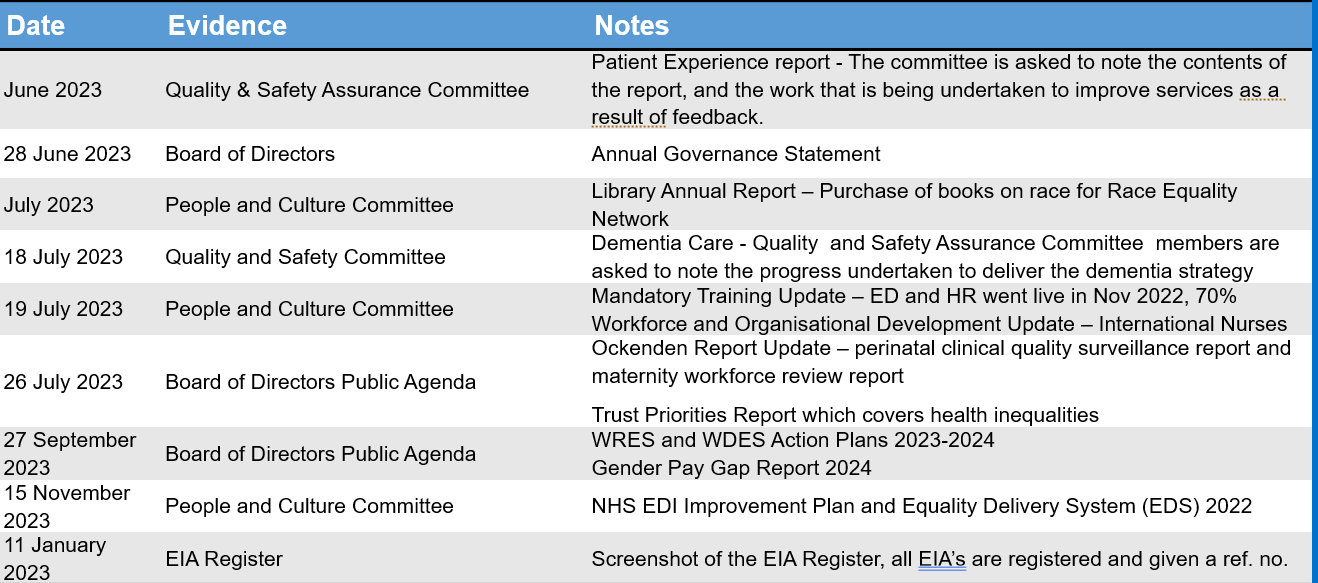 Date Evidence Notes
Patient Experience report - The committee is asked to note the contents of
June 2023 Quality & Safety Assurance Committee the report, and the work that is being undertaken to improve services as a
result of feedback.
28 June 2023 Board of Directors Annual Governance Statement
July 2023 People and Culture Committee Library Annual Report – Purchase of books on race for Race Equality
Network
18 July 2023 Quality and Safety Committee Dementia Care - Quality  and Safety Assurance Committee  members are
asked to note the progress undertaken to deliver the dementia strategy
19 July 2023 People and Culture Committee Mandatory Training Update – ED and HR went live in Nov 2022, 70%
Workforce and Organisational Development Update – International Nurses
26 July 2023 Board of Directors Public Agenda Ockenden Report Update – perinatal clinical quality surveillance report and
maternity workforce review report
Trust Priorities Report which covers health inequalities
27 September
2023 Board of Directors Public Agenda WRES and WDES Action Plans 2023-2024
Gender Pay Gap Report 2024
15 November
2023 People and Culture Committee NHS EDI Improvement Plan and Equality Delivery System (EDS) 2022
11 January
2023 EIA Register Screenshot of the EIA Register, all EIA’s are registered and given a ref. no.